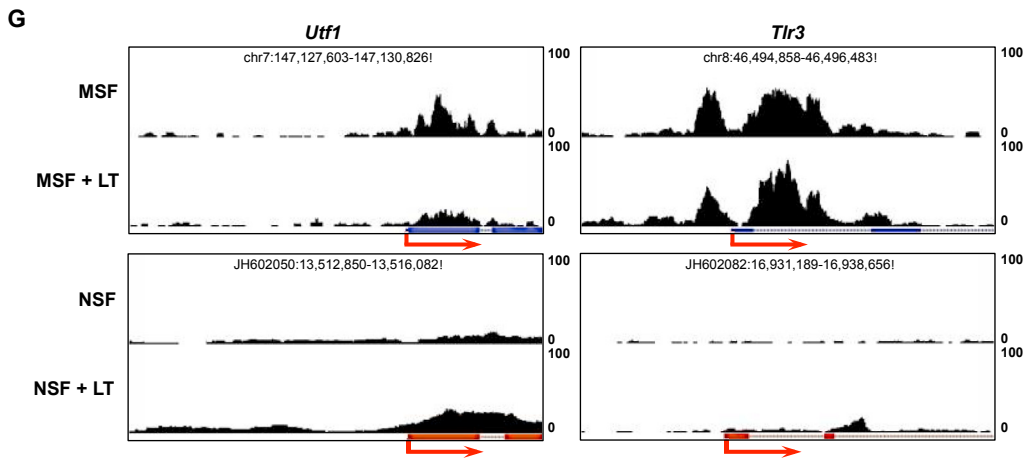 G
Utf1 Tlr3
chr7:147,127,603-147,130,826! 100 chr8:46,494,858-46,496,483! 100
MSF
0 0
100 100
MSF + LT
0 0
JH602050:13,512,850-13,516,082! 100 JH602082:16,931,189-16,938,656! 100
NSF
0 0
100 100
NSF + LT
0 0